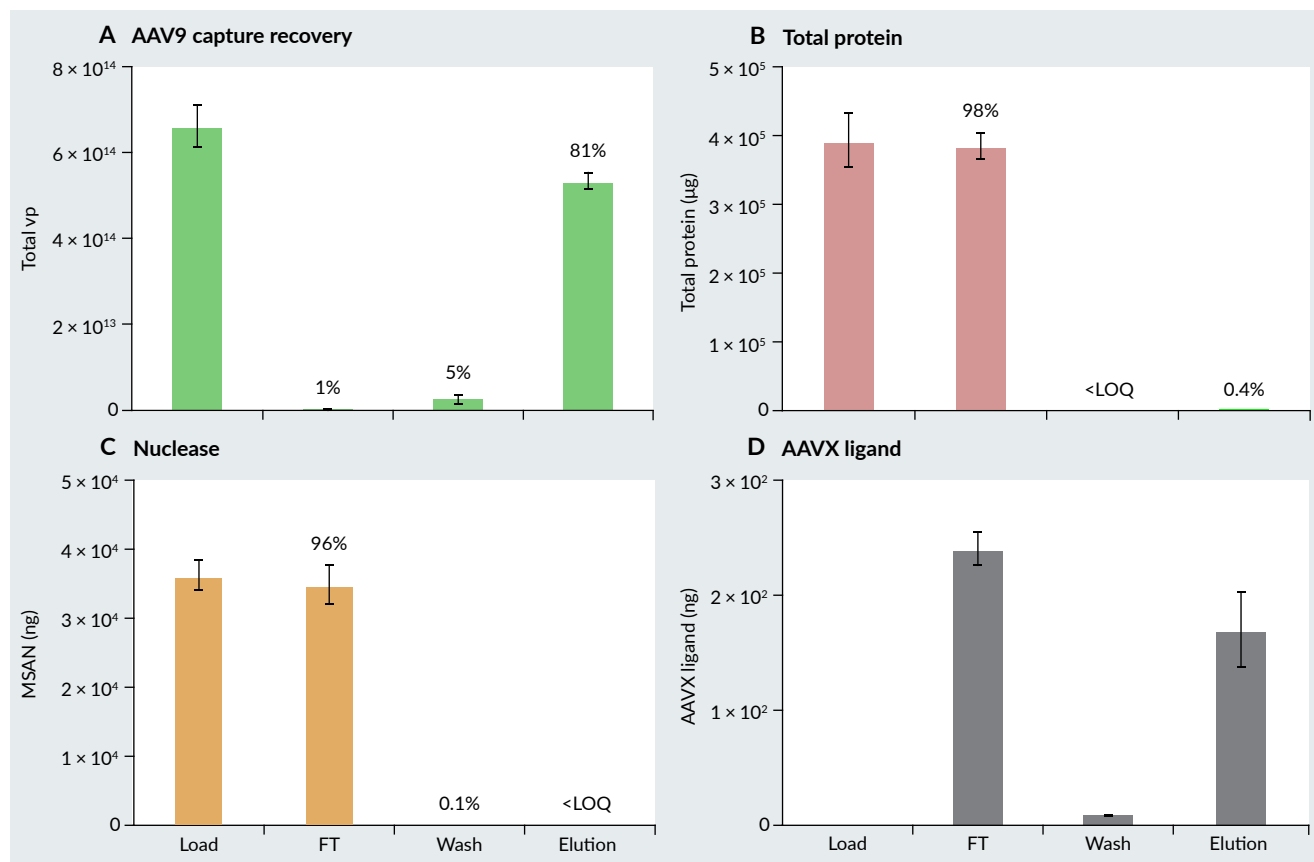 A AAV9 capture recovery
8 × 10¹⁴
6 × 10¹⁴
4 × 10¹⁴
2 × 10¹³
0
Total vp
1%
5%
81%
B Total protein
5 × 10⁵
4 × 10⁵
3 × 10⁵
2 × 10⁵
1 × 10⁵
0
Total protein (µg)
98%
<LOQ
0.4%
C Nuclease
5 × 10⁴
4 × 10⁴
3 × 10⁴
2 × 10⁴
1 × 10⁴
0
MSAN (ng)
96%
0.1%
<LOQ
Load FT Wash Elution
D AAVX ligand
3 × 10²
2 × 10²
1 × 10²
0
AAVX ligand (ng)
Load FT Wash Elution